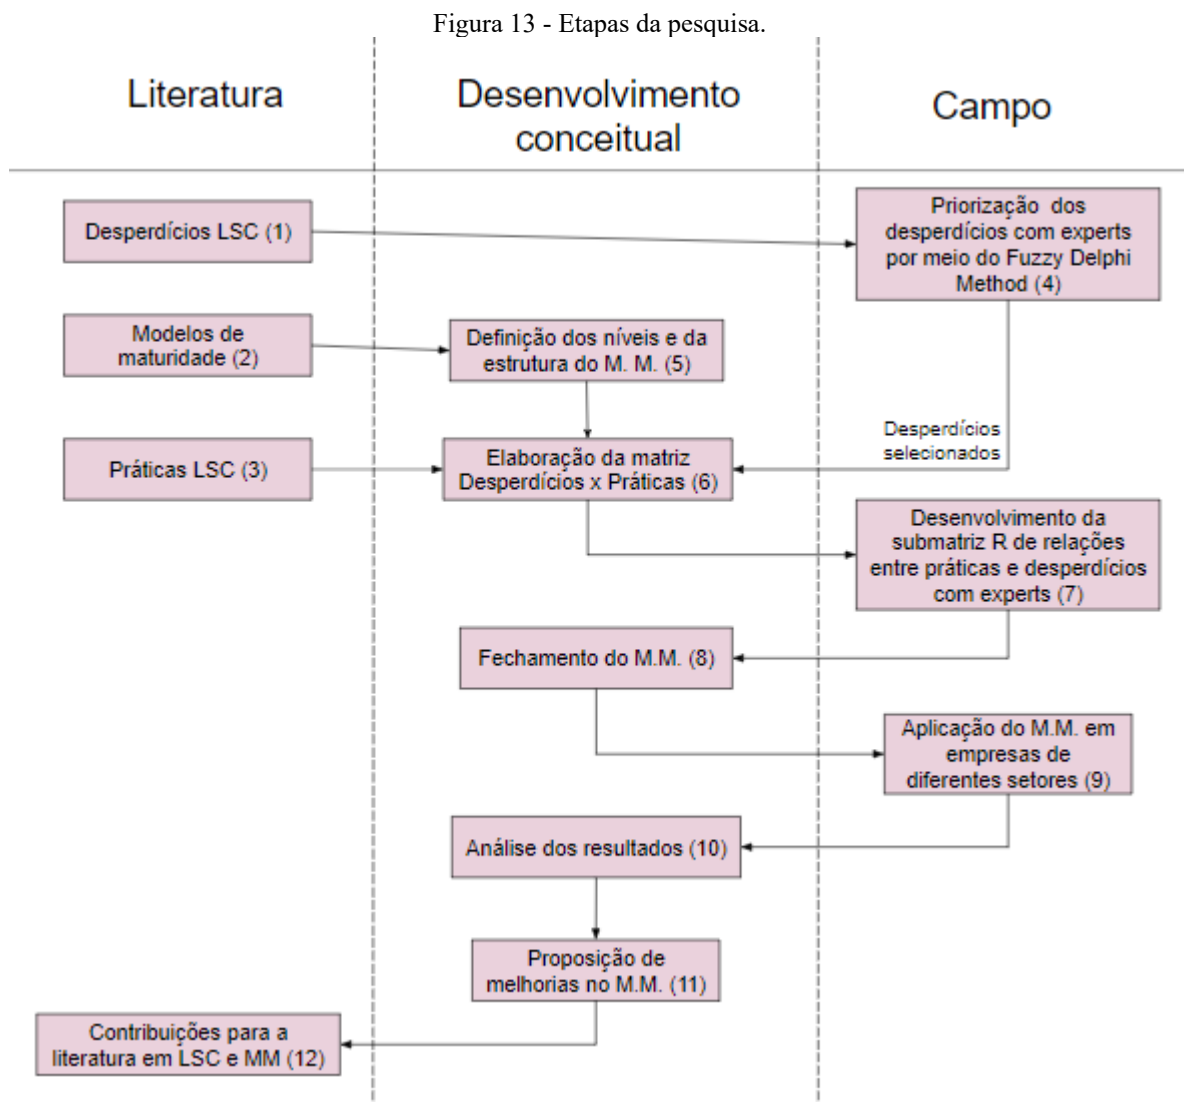 Figura 13 - Etapas da pesquisa.
Literatura
Desenvolvimento
conceitual
Campo
Desperdícios LSC (1)
Priorização dos
desperdícios com experts
por meio do Fuzzy Delphi
Method (4)
Modelos de
maturidade (2)
Definição dos níveis e da
estrutura do M. M. (5)
Desperdícios
selecionados
Práticas LSC (3)
Elaboração da matriz
Desperdícios x Práticas (6)
Desenvolvimento da
submatriz R de relações
entre práticas e desperdícios
com experts (7)
Fechamento do M.M. (8)
Aplicação do M.M. em
empresas de
diferentes setores (9)
Análise dos resultados (10)
Proposição de
melhorias no M.M. (11)
Contribuições para a
literatura em LSC e MM (12)